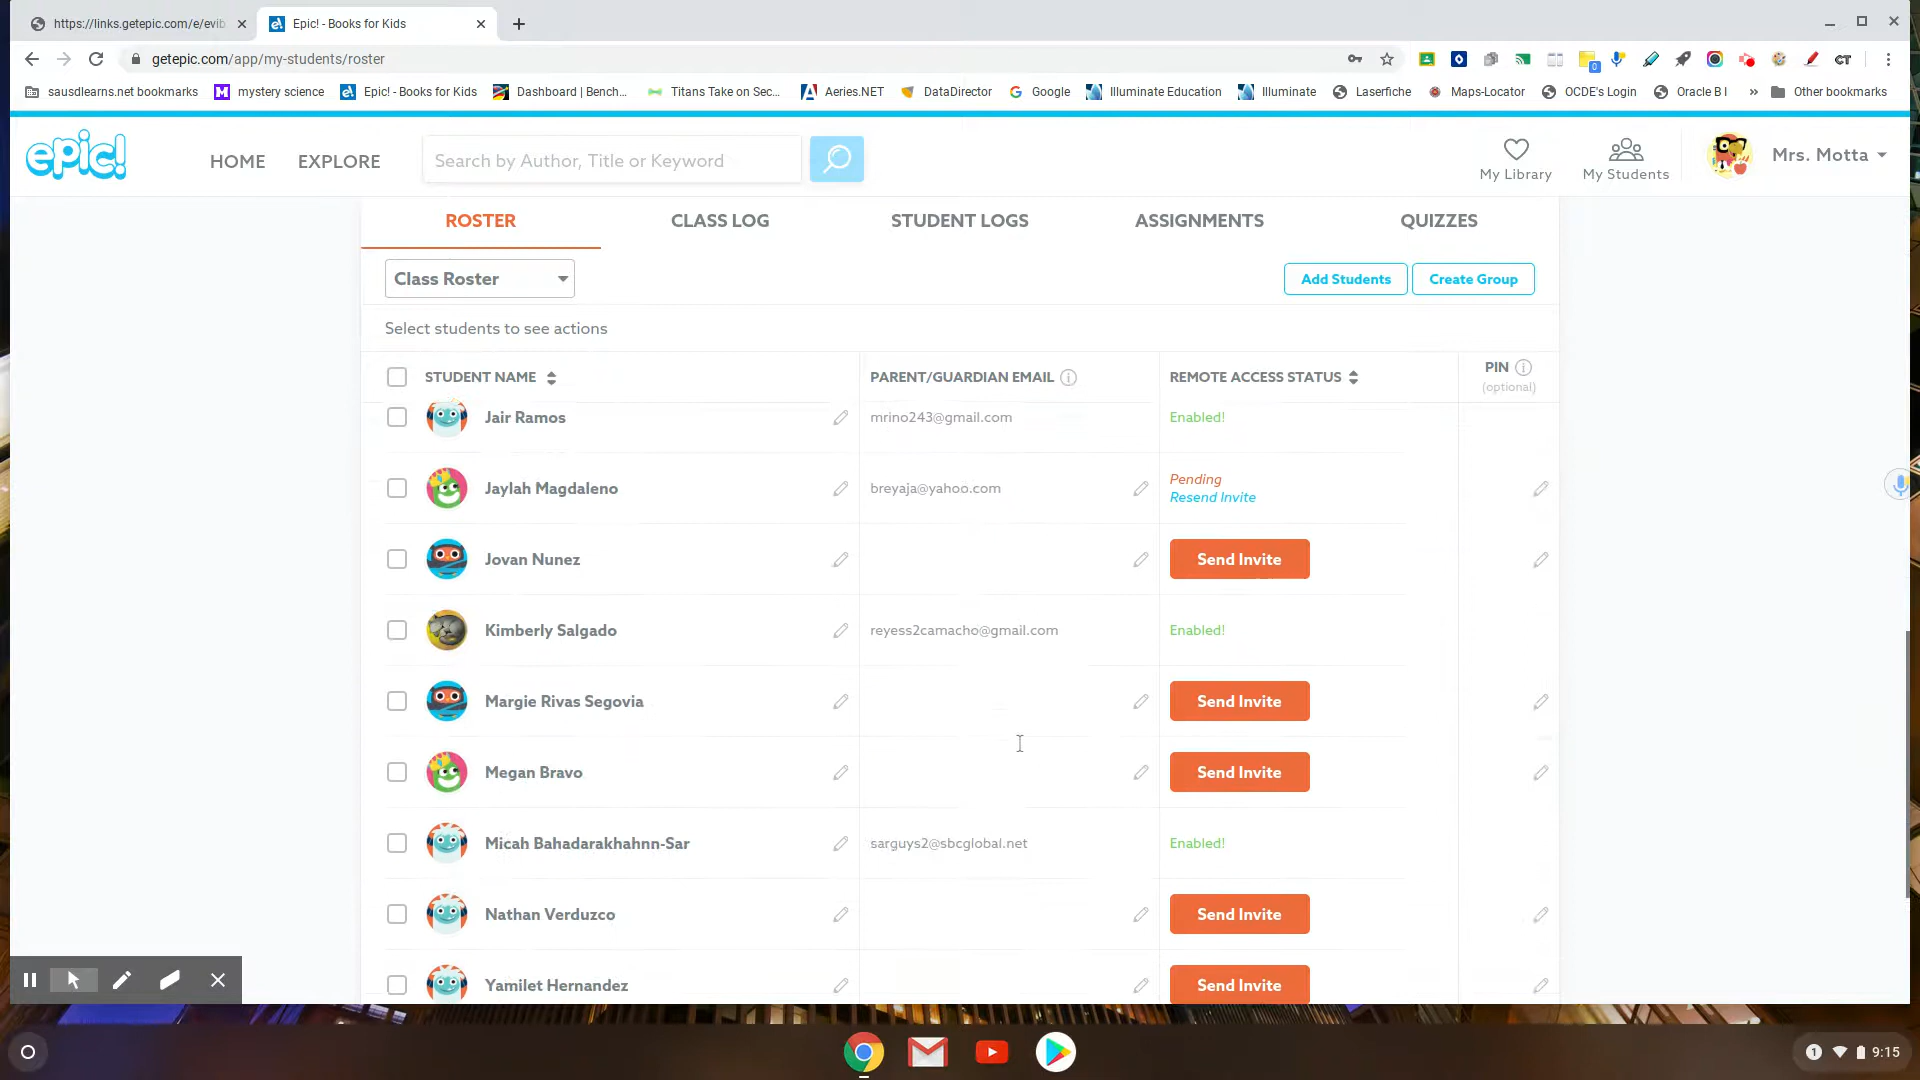 https://links.getepic.com/e/evib
Epic! - Books for Kids
getepic.com/app/my-students/roster
0
CT
sausdlearns.net bookmarks
M mystery science
Epic! - Books for Kids
Dashboard | Bench...
Titans Take on Sec...
Aeries.NET
DataDirector
Google
Illuminate Education
Illuminate
Laserfiche
Maps-Locator
OCDE's Login
Oracle B I
»
Other bookmarks
epic!
HOME
EXPLORE
Search by Author, Title or Keyword
My Library
My Students
Mrs. Motta
ROSTER
CLASS LOG
STUDENT LOGS
ASSIGNMENTS
QUIZZES
Class Roster
Add Students
Create Group
Select students to see actions
STUDENT NAME
PARENT/GUARDIAN EMAIL
REMOTE ACCESS STATUS
PIN
(optional)
Jair Ramos
mrino243@gmail.com
Enabled!
Jaylah Magdaleno
breyaja@yahoo.com
Pending
Resend Invite
Jovan Nunez
Send Invite
Kimberly Salgado
reyess2camacho@gmail.com
Enabled!
Margie Rivas Segovia
Send Invite
Megan Bravo
Send Invite
Micah Bahadarakhahnn-Sar
sarguys2@sbcglobal.net
Enabled!
Nathan Verduzco
Send Invite
Yamilet Hernandez
Send Invite
1
9:15